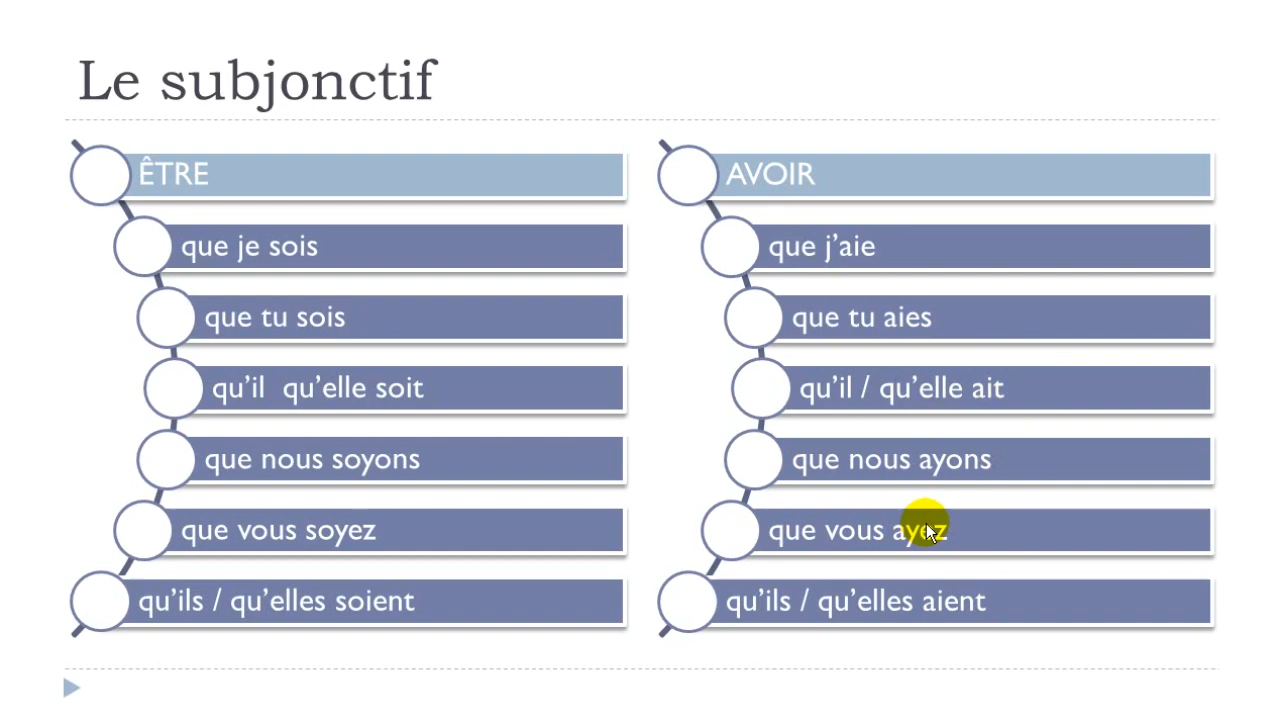 Le subjonctif
ÊTRE
que je sois
que tu sois
qu'il  qu'elle soit
que nous soyons
que vous soyez
qu'ils / qu'elles soient
AVOIR
que j'aie
que tu aies
qu'il / qu'elle ait
que nous ayons
que vous ayez
qu'ils / qu'elles aient